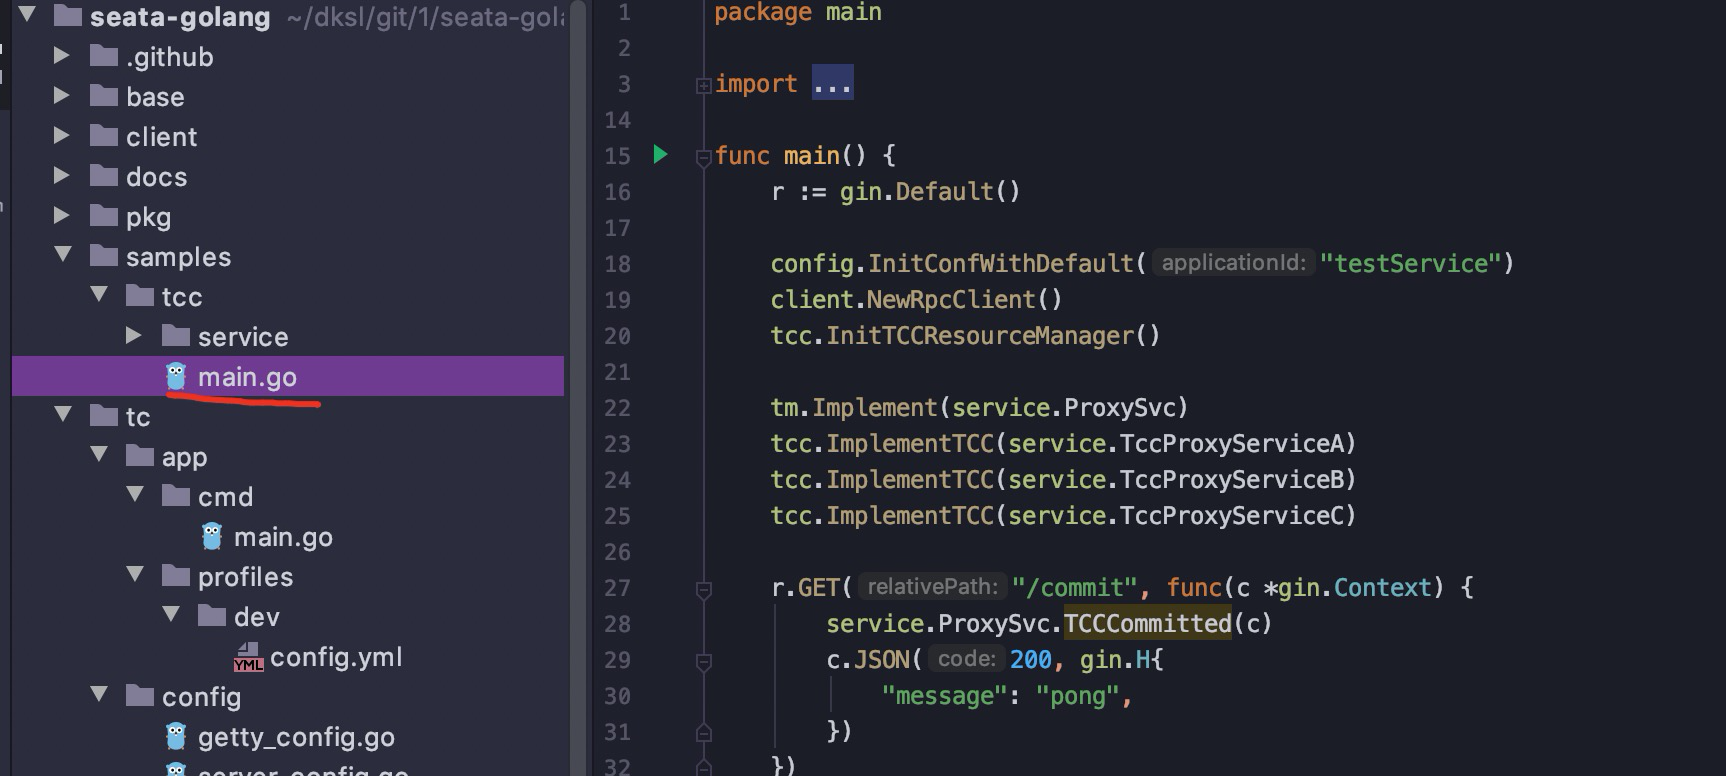 seata-golang ~/dksl/git/1/seata-gola
.github
base
client
docs
pkg
samples
tcc
service
main.go
tc
app
cmd
main.go
profiles
dev
YML config.yml
config
getty_config.go
server_config.go
1 package main
2
3 import ...
14
15 func main() {
16 r := gin.Default()
17
18 config.InitConfWithDefault( applicationId: "testService")
19 client.NewRpcClient()
20 tcc.InitTCCResourceManager()
21
22 tm.Implement(service.ProxySvc)
23 tcc.ImplementTCC(service.TccProxyServiceA)
24 tcc.ImplementTCC(service.TccProxyServiceB)
25 tcc.ImplementTCC(service.TccProxyServiceC)
26
27 r.GET( relativePath: "/commit", func(c *gin.Context) {
28 service.ProxySvc.TCCCommitted(c)
29 c.JSON( code: 200, gin.H{
30 "message": "pong",
31 })
32 })